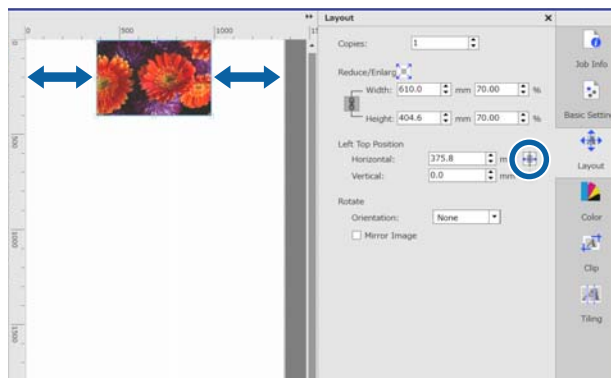 0
500
1000
Layout
Copies:
1
Job Info
Reduce/Enlarg
Width:
610.0
mm
70.00
%
Height:
404.6
mm
70.00
%
Basic Settin
Left Top Position
Horizontal:
375.8
m
Vertical:
0.0
mm
Layout
Rotate
Orientation:
None
Mirror Image
Color
Clip
Tiling
0
500
1000
1500